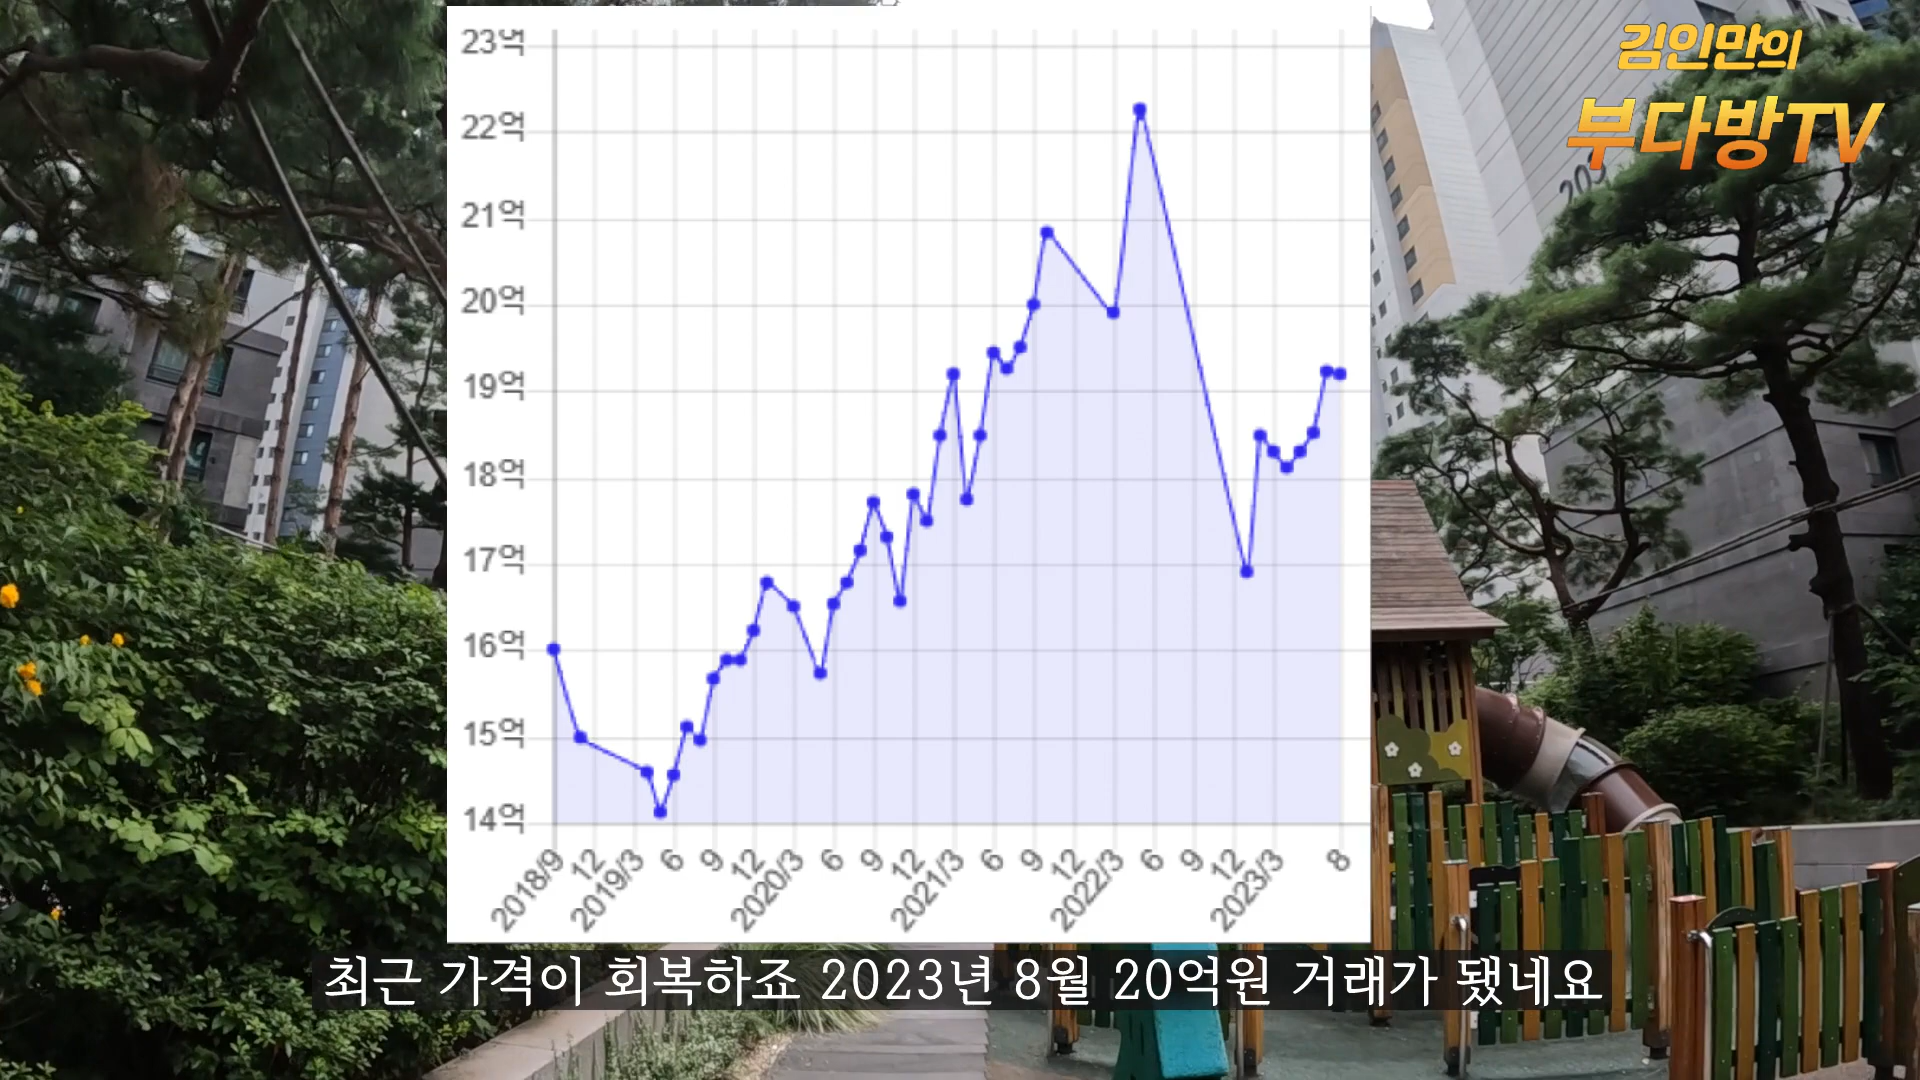 김인만의
부다방TV
203
23억
22억
21억
20억
19억
18억
17억
16억
15억
14억
2018/9 12 2019/3 6 9 12 2020/3 6 9 12 2021/3 6 9 12 2022/3 6 9 12 2023/3 8
최근 가격이 회복하죠 2023년 8월 20억원 거래가 됐네요